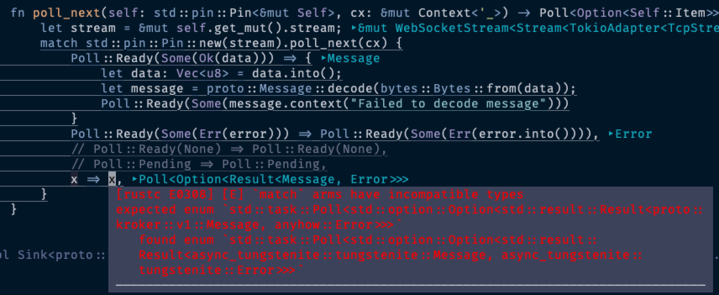 fn poll_next(self: std::pin::Pin<&mut Self>, cx: &mut Context<'_>) -> Poll<Option<Self::Item>>
let stream = &mut self.get_mut().stream; ‣&mut WebSocketStream<Stream<TokioAdapter<TcpStre
match std::pin::Pin::new(stream).poll_next(cx) {
Poll::Ready(Some(Ok(data))) => { ‣Message
let data: Vec<u8> = data.into();
let message = proto::Message::decode(bytes::Bytes::from(data));
Poll::Ready(Some(message.context("Failed to decode message")))
}
Poll::Ready(Some(Err(error))) => Poll::Ready(Some(Err(error.into()))), ‣Error
// Poll::Ready(None) => Poll::Ready(None),
// Poll::Pending => Poll::Pending,
x => x, ‣Poll<Option<Result<Message, Error>>>
}
[rustc E0308] [E] `match` arms have incompatible types
expected enum `std::task::Poll<std::option::Option<std::result::Result<proto::
kroker::v1::Message, anyhow::Error>>>`
}
found enum `std::task::Poll<std::option::Option<std::result::
Result<async_tungstenite::tungstenite::Message, async_tungstenite::
ol Sink<proto::
tungstenite::Error>>>`